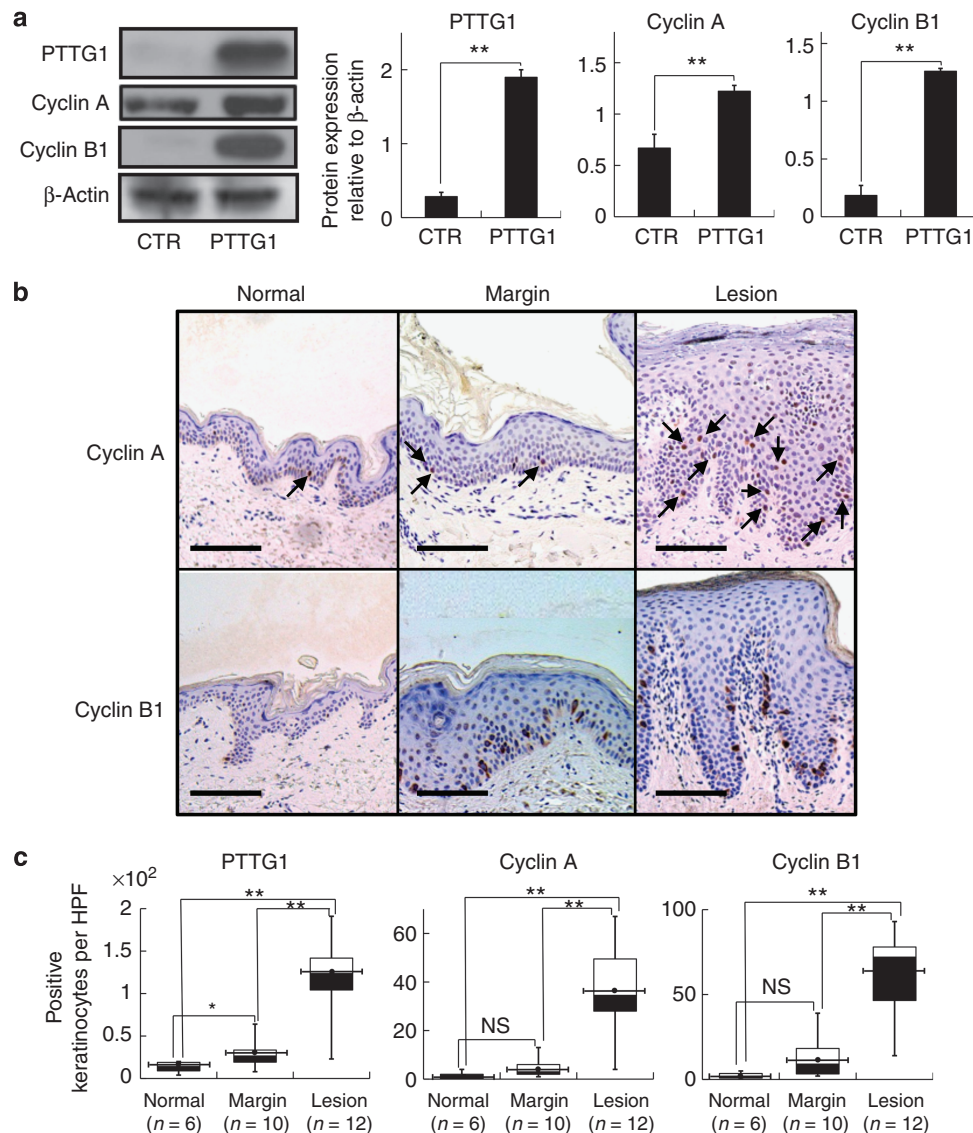 a
PTTG1
Cyclin A
Cyclin B1
β-Actin
CTR PTTG1
Protein expression
relative to β-actin
PTTG1
**
2
1
0
CTR PTTG1
Cyclin A
**
1.5
1
0.5
0
CTR PTTG1
Cyclin B1
**
1.5
1
0.5
0
CTR PTTG1
b
Normal Margin Lesion
Cyclin A
Cyclin B1
c
Positive
keratinocytes per HPF
PTTG1
×10²
**
**
*
2
1.5
1
0.5
0
Normal Margin Lesion
(n = 6) (n = 10) (n = 12)
Cyclin A
**
**
NS
60
40
20
0
Normal Margin Lesion
(n = 6) (n = 10) (n = 12)
Cyclin B1
**
**
NS
100
50
0
Normal Margin Lesion
(n = 6) (n = 10) (n = 12)